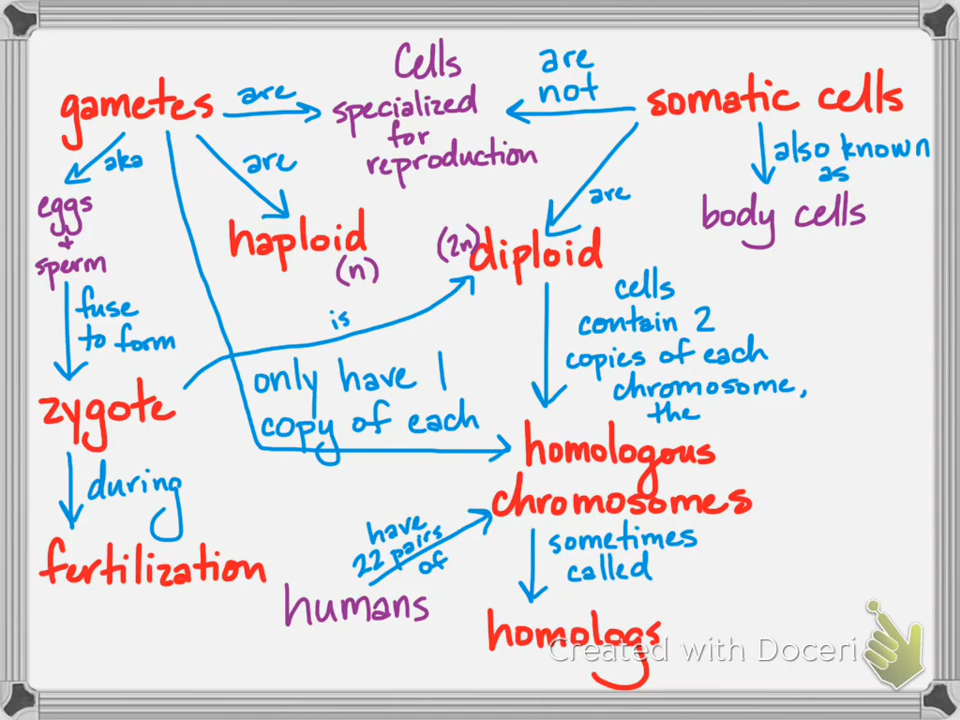 gametes
are
Cells
specialized
for
reproduction
are
not
somatic cells
aka
eggs
+
sperm
are
haploid
(n)
(2n)
diploid
are
also known
as
body cells
fuse
to form
zygote
is
cells
contain 2
copies of each
chromosome,
the
only have 1
copy of each
homologous
chromosomes
during
fertilization
have
22 pairs
of
humans
sometimes
called
homologs
Created with Doceri